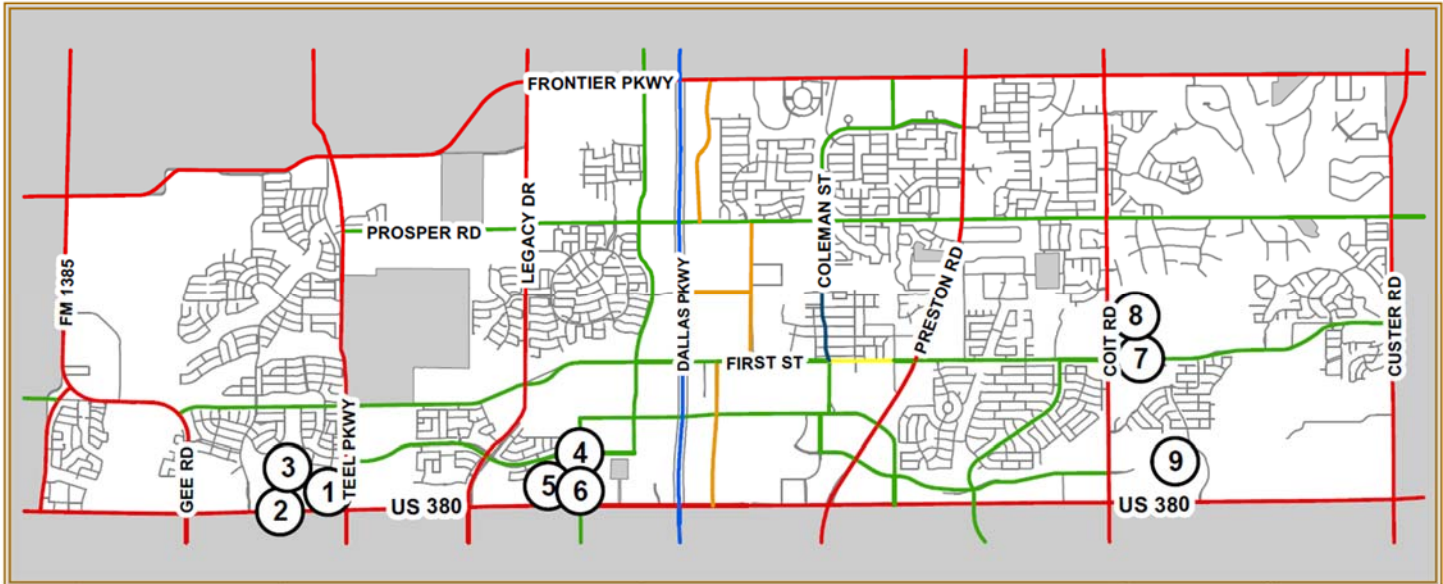 FRONTIER PKWY
FM 1385
PROSPER RD
LEGACY DR
DALLAS PKWY
COLEMAN ST
PRESTON RD
COIT RD
CUSTER RD
FIRST ST
GEE RD
TEEL PKWY
US 380
US 380
1
2
3
4
5
6
7
8
9